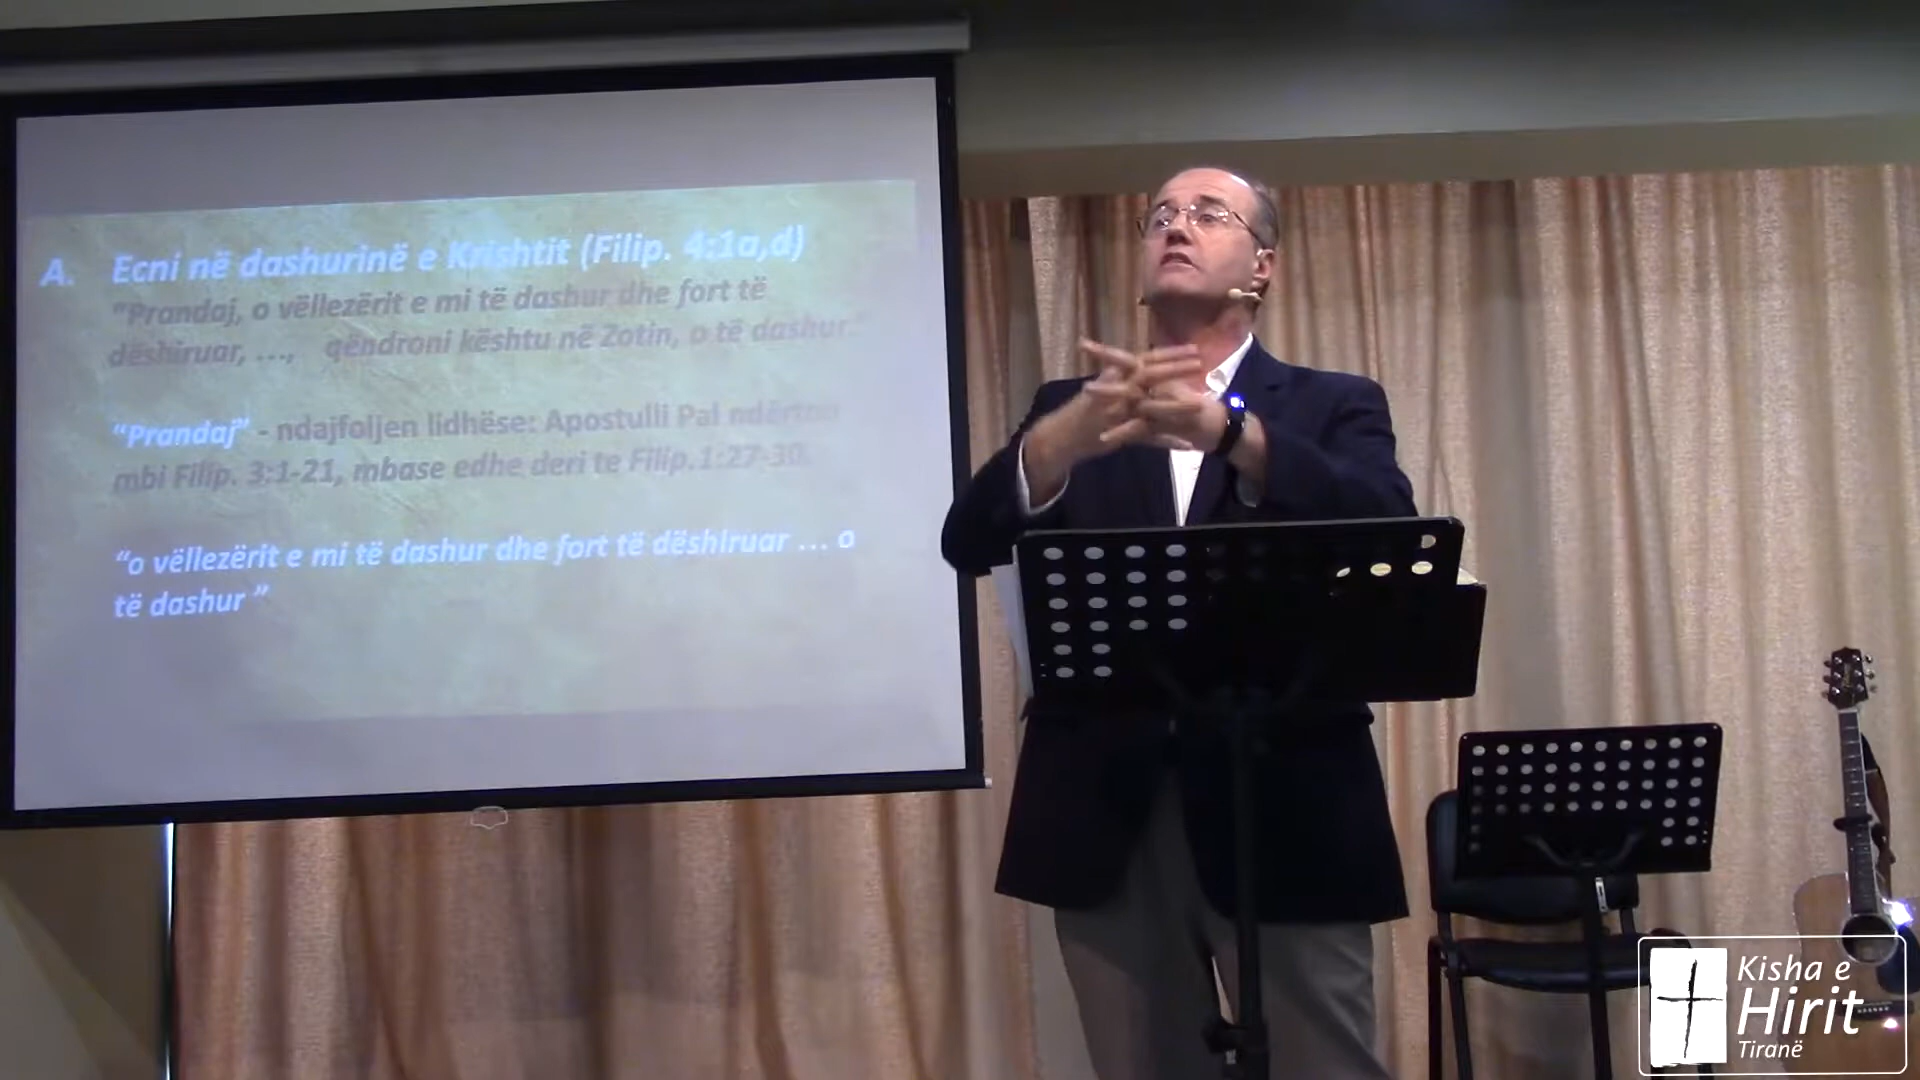 A. Ecni në dashurinë e Krishtit (Filip. 4:1a,d)
“Prandaj, o vëllezërit e mi të dashur dhe fort të
dëshiruar, ..., qëndroni kështu në Zotin, o të dashur.”
“Prandaj” - ndajfoljen lidhëse: Apostulli Pal ndërton
mbi Filip. 3:1-21, mbase edhe deri te Filip.1:27-30.
“o vëllezërit e mi të dashur dhe fort të dëshiruar ... o
të dashur ”
Kisha e
Hirit
Tiranë